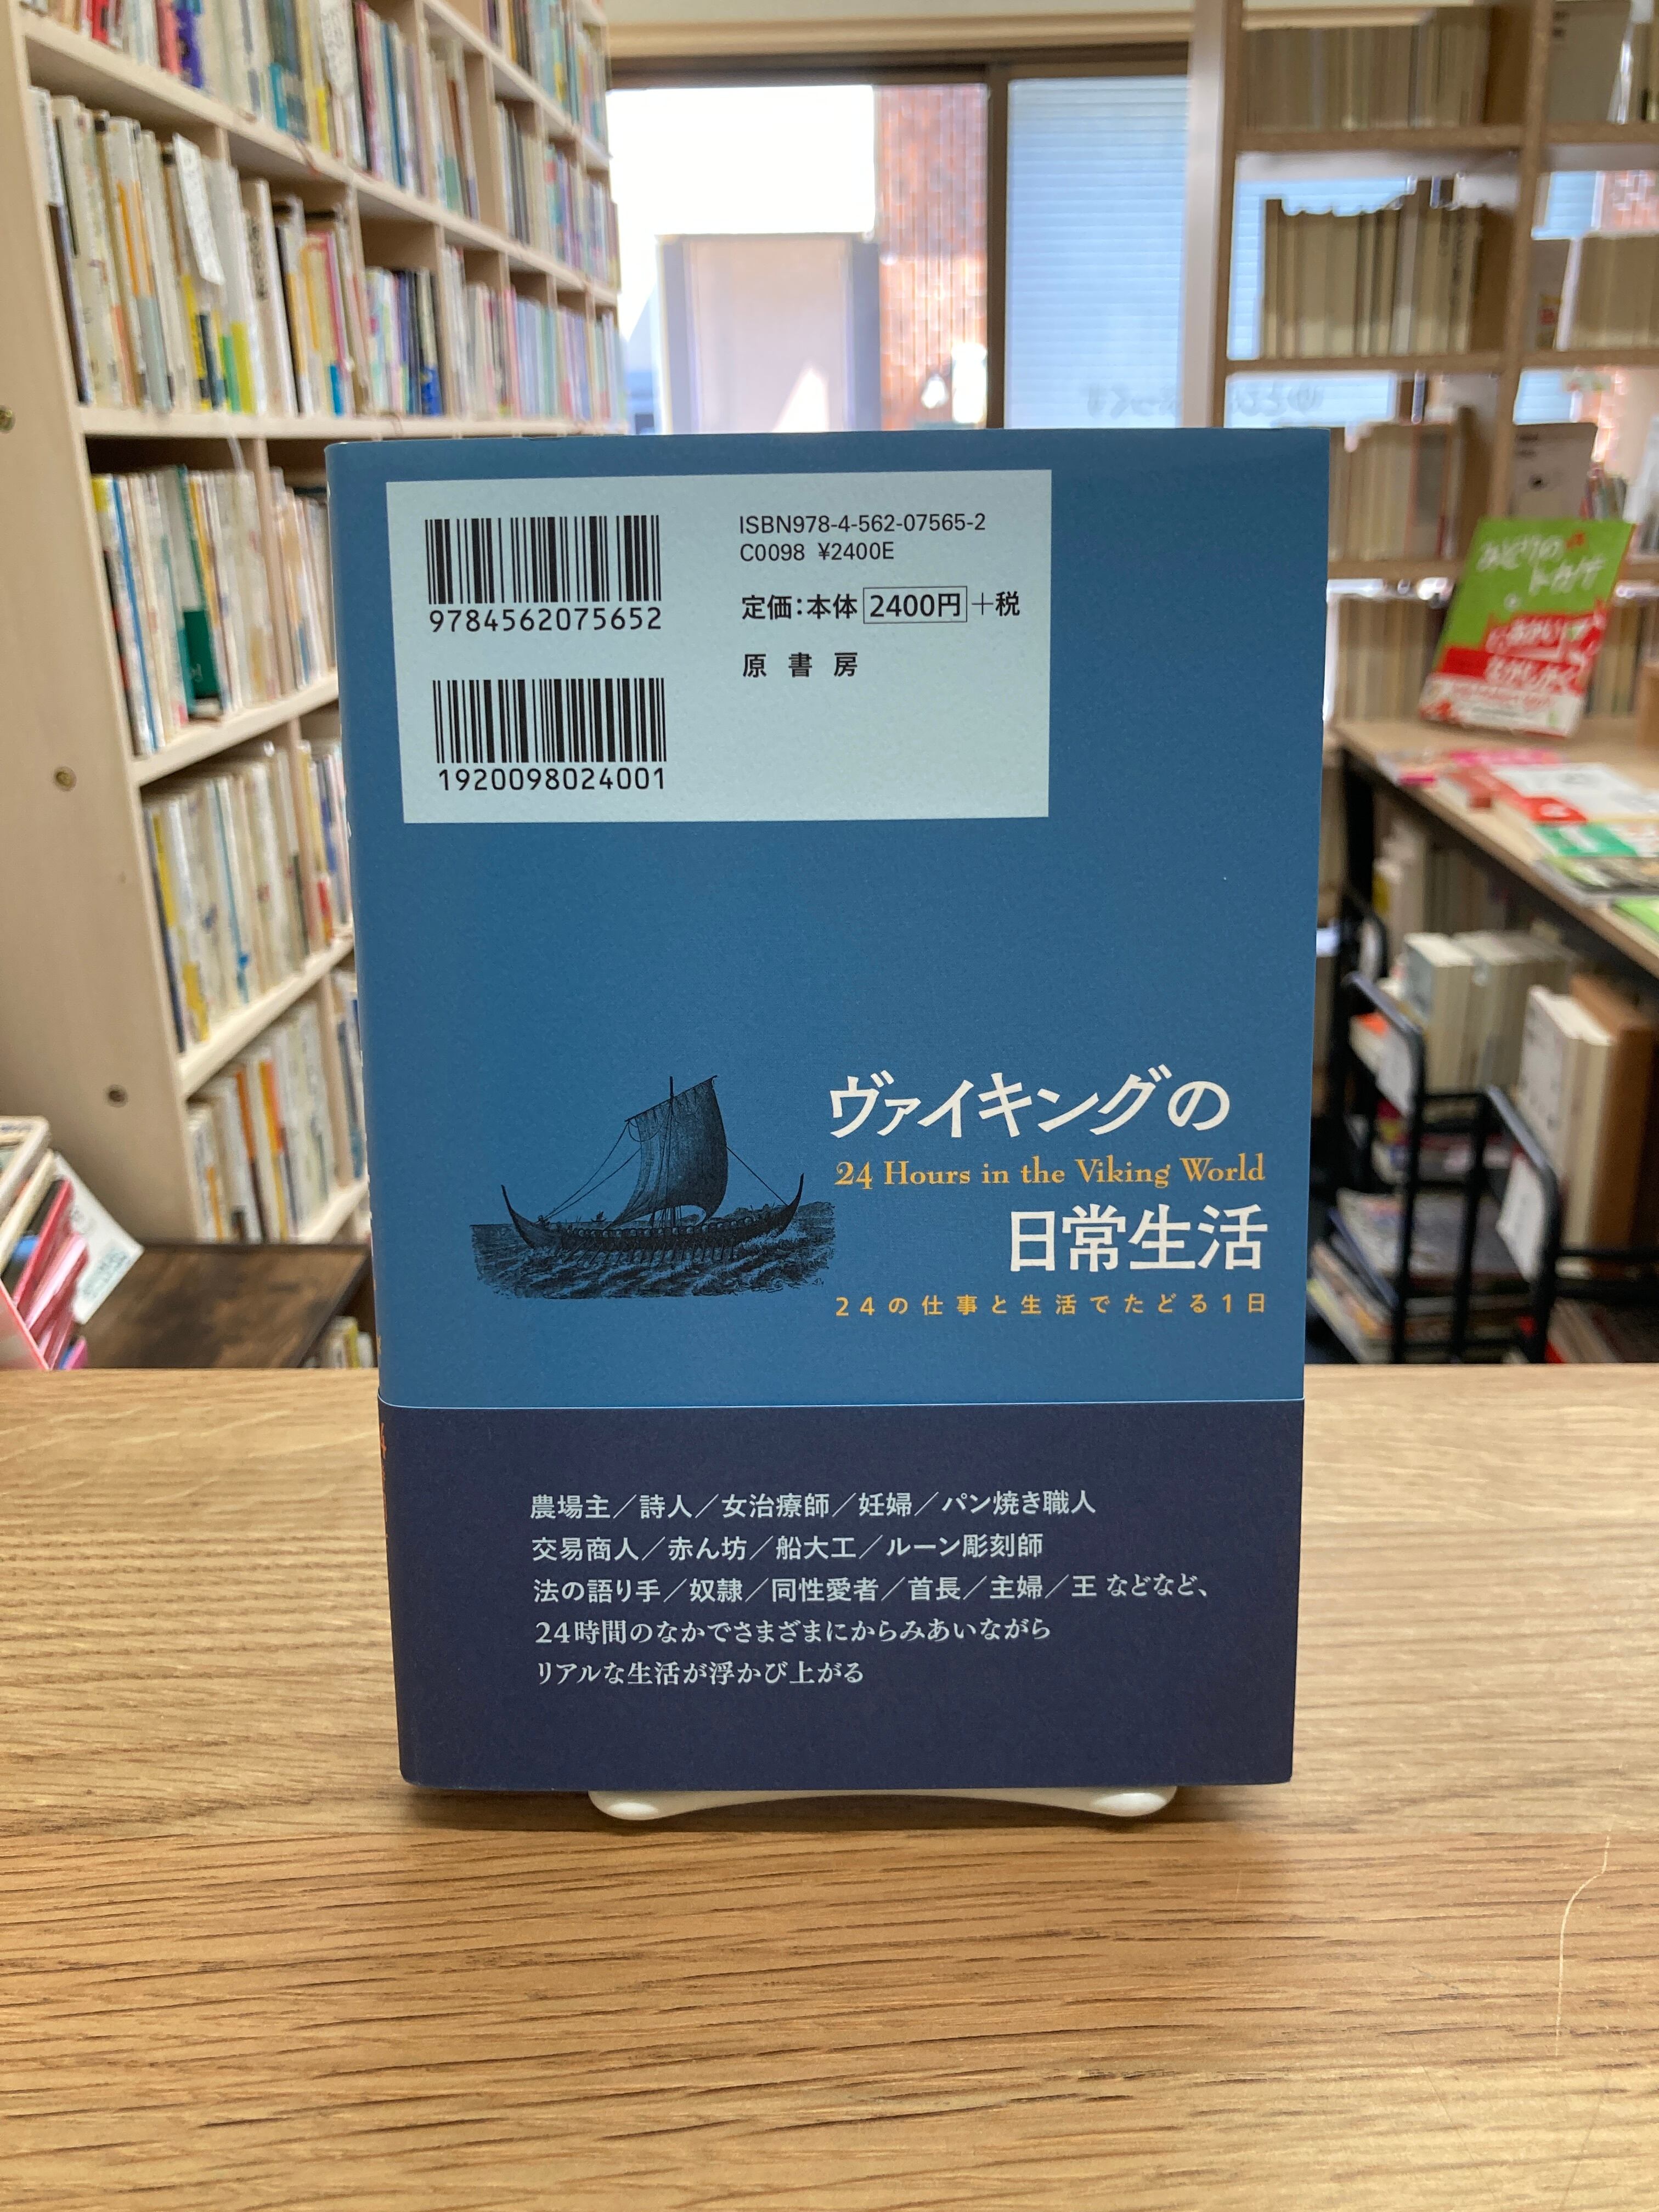 9784562075652
1920098024001
ISBN978-4-562-07565-2
C0098 ¥2400E
定価：本体 2400円 +税
原書房
ヴァイキングの
24 Hours in the Viking World
日常生活
24の仕事と生活でたどる1日
農場主／詩人／女治療師／妊婦／パン焼き職人
交易商人／赤ん坊／船大工／ルーン彫刻師
法の語り手／奴隷／同性愛者／首長／主婦／王 などなど、
24時間のなかでさまざまにからみあいながら
リアルな生活が浮かび上がる
みどりの
トカゲ